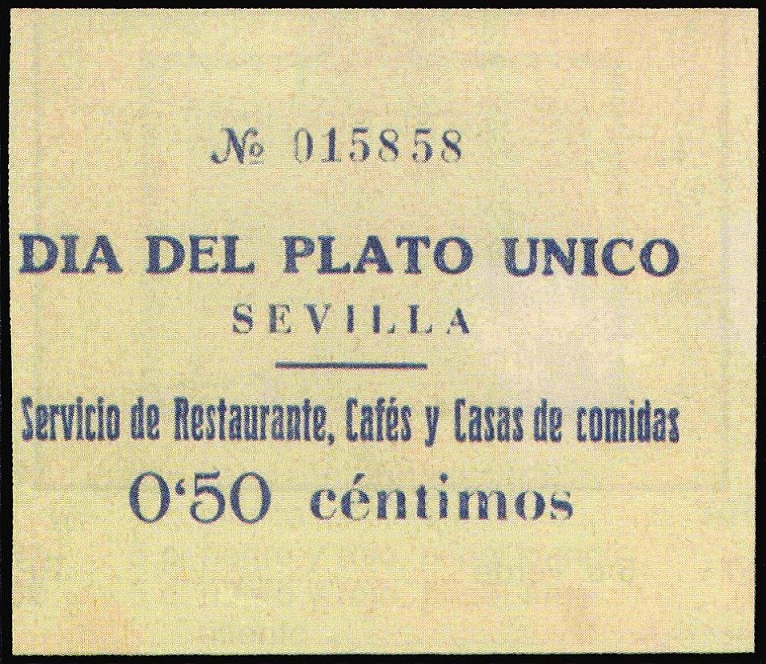 № 015858
DIA DEL PLATO UNICO
SEVILLA
Servicio de Restaurante, Cafés y Casas de comidas
0‘50 céntimos